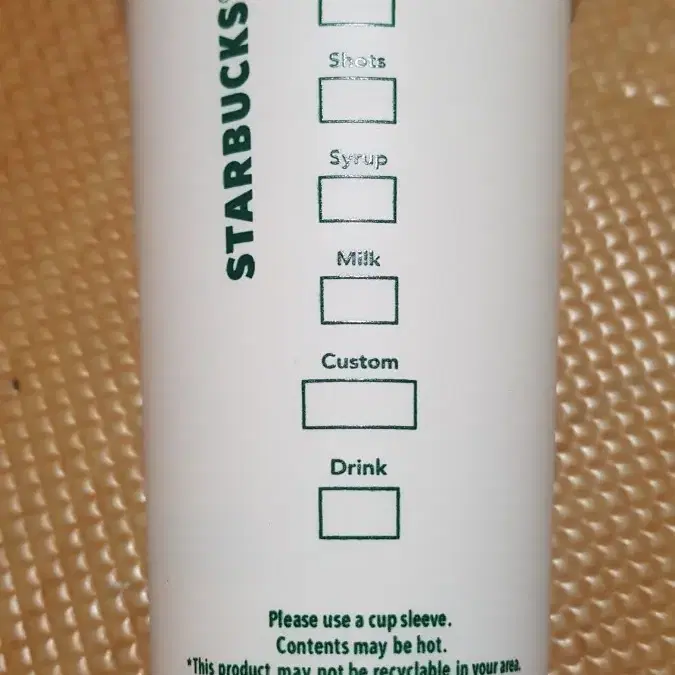 STARBUCKS®
Shots
Syrup
Milk
Custom
Drink
Please use a cup sleeve.
Contents may be hot.
*This product may not be recyclable in your area.